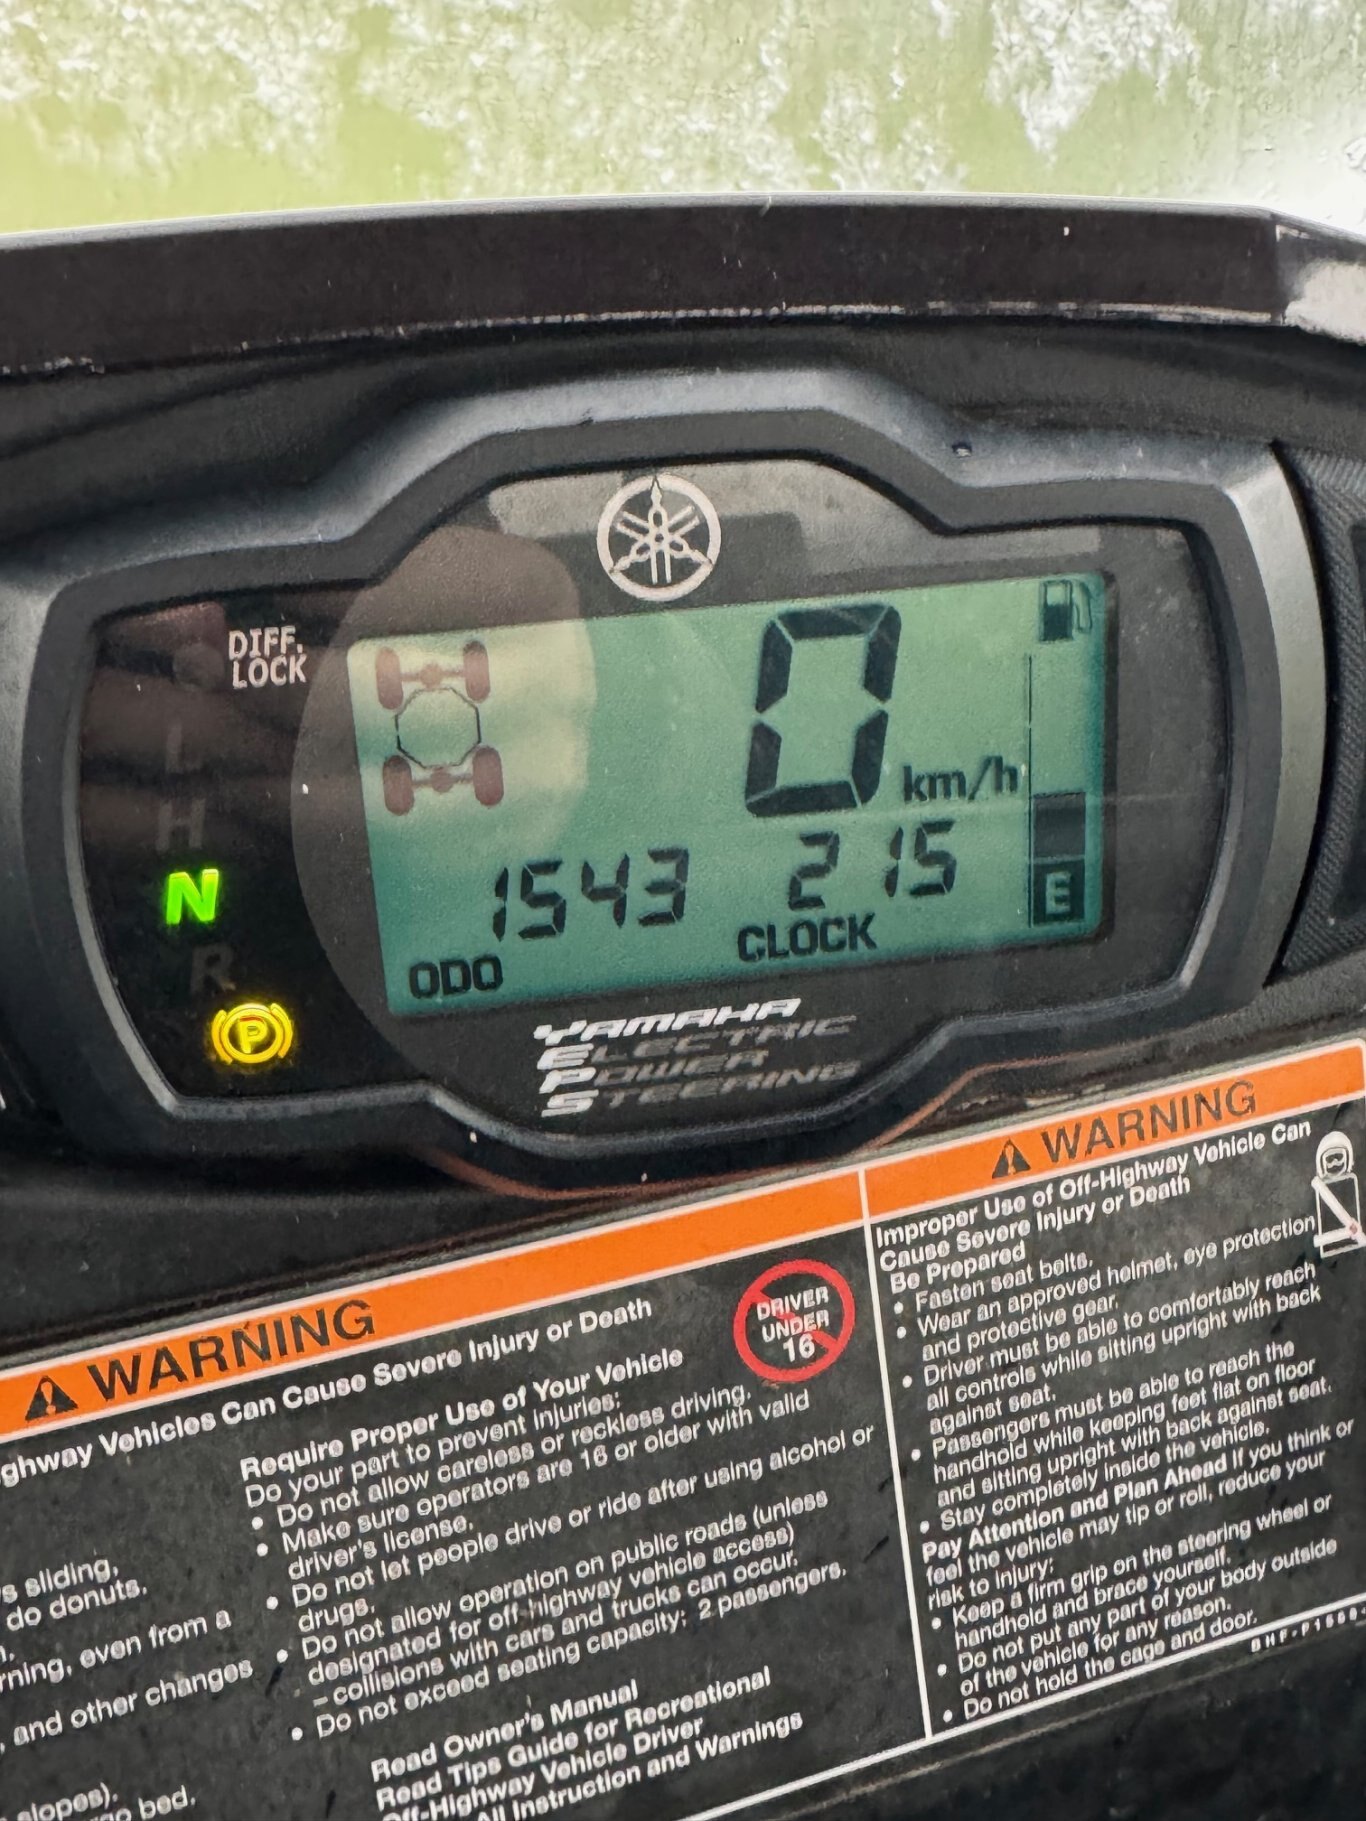 DIFF.
LOCK
L
H
N
R
P
0
km/h
1543
215
ODO
CLOCK
E
YAMAHA
ELECTRIC
POWER
STEERING
WARNING
ghway Vehicles Can Cause Severe Injury or Death
s sliding,
do donuts.
rning, even from a
, and other changes
slopes).
go bed.
Require Proper Use of Your Vehicle
Do your part to prevent injuries:
• Do not allow careless or reckless driving.
• Make sure operators are 16 or older with valid
driver's license.
• Do not let people drive or ride after using alcohol or
drugs.
• Do not allow operation on public roads (unless
designated for off-highway vehicle access)
– collisions with cars and trucks can occur.
• Do not exceed seating capacity: 2 passengers.
Read Owner's Manual
Read Tips Guide for Recreational
Off-Highway Vehicle Driver
All Instruction and Warnings
DRIVER
UNDER
16
WARNING
Improper Use of Off-Highway Vehicle Can
Cause Severe Injury or Death
Be Prepared
• Fasten seat belts.
• Wear an approved helmet, eye protection
and protective gear.
• Driver must be able to comfortably reach
all controls while sitting upright with back
against seat.
• Passengers must be able to reach the
handhold while keeping feet flat on floor
and sitting upright with back against seat.
• Stay completely inside the vehicle.
Pay Attention and Plan Ahead If you think or
feel the vehicle may tip or roll, reduce your
risk to injury:
• Keep a firm grip on the steering wheel or
handhold and brace yourself.
• Do not put any part of your body outside
of the vehicle for any reason.
• Do not hold the cage and door.